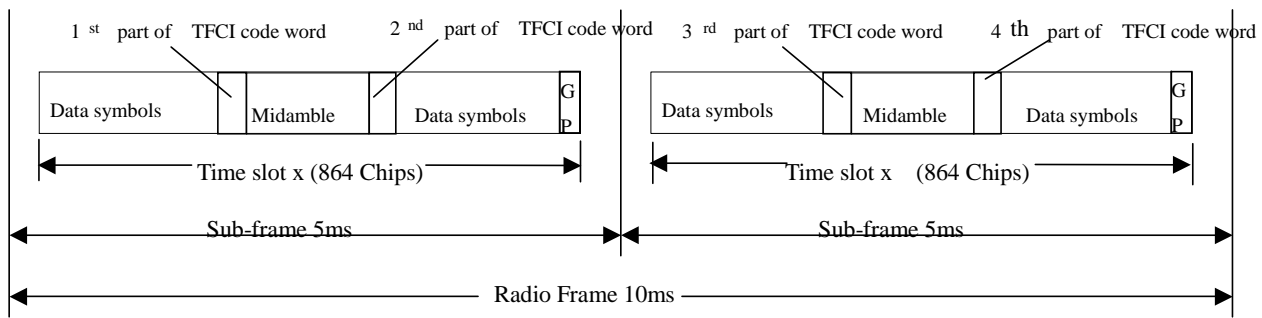 1 st part of TFCI code word 2 nd part of TFCI code word 3 rd part of TFCI code word 4 th part of TFCI code word
Data symbols Midamble Data symbols G P Data symbols Midamble Data symbols G P
Time slot x (864 Chips) Time slot x (864 Chips)
Sub-frame 5ms Sub-frame 5ms
Radio Frame 10ms